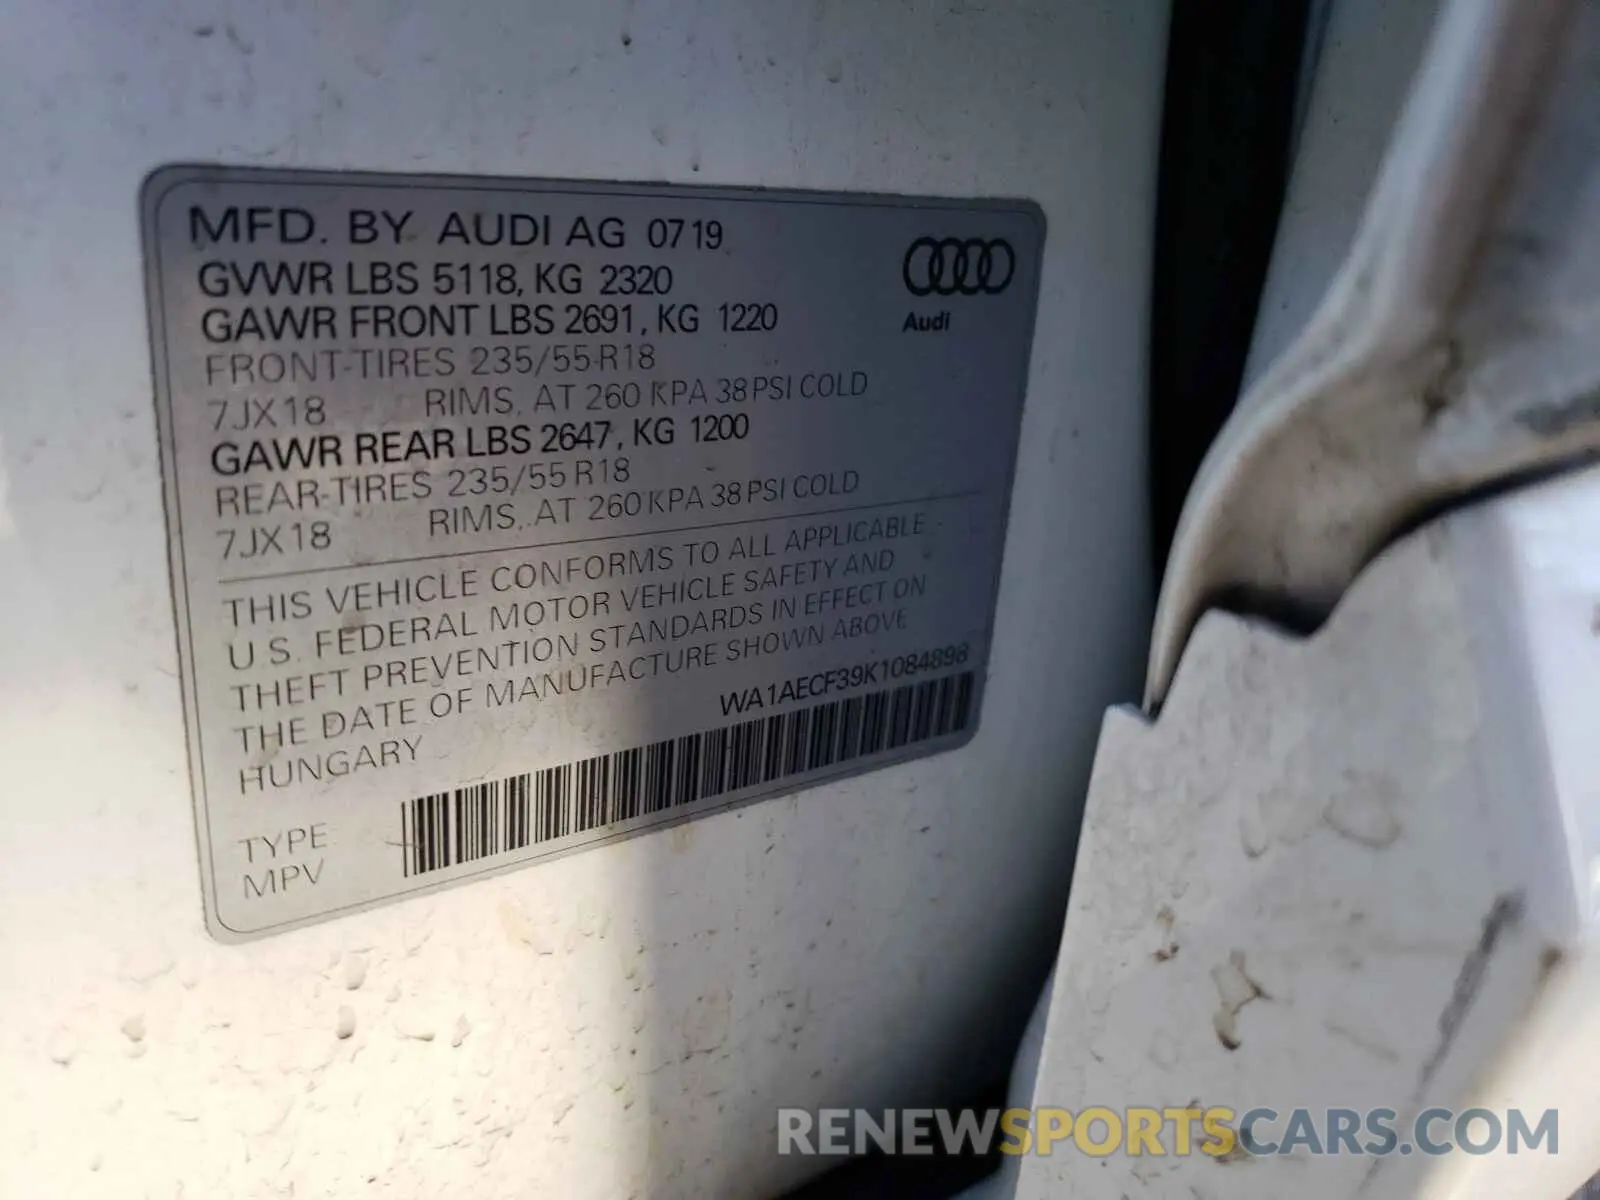 MFD. BY AUDI AG 07 19
GVWR LBS 5118, KG 2320
GAWR FRONT LBS 2691, KG 1220
FRONT-TIRES 235/55-R18
7JX18 RIMS. AT 260 KPA 38 PSI COLD
GAWR REAR LBS 2647, KG 1200
REAR-TIRES 235/55 R18
7JX18 RIMS. AT 260 KPA 38 PSI COLD
Audi
THIS VEHICLE CONFORMS TO ALL APPLICABLE
U.S. FEDERAL MOTOR VEHICLE SAFETY AND
THEFT PREVENTION STANDARDS IN EFFECT ON
THE DATE OF MANUFACTURE SHOWN ABOVE
HUNGARY
WA1AECF39K1084898
TYPE
MPV
RENEWSPORTSCARS.COM